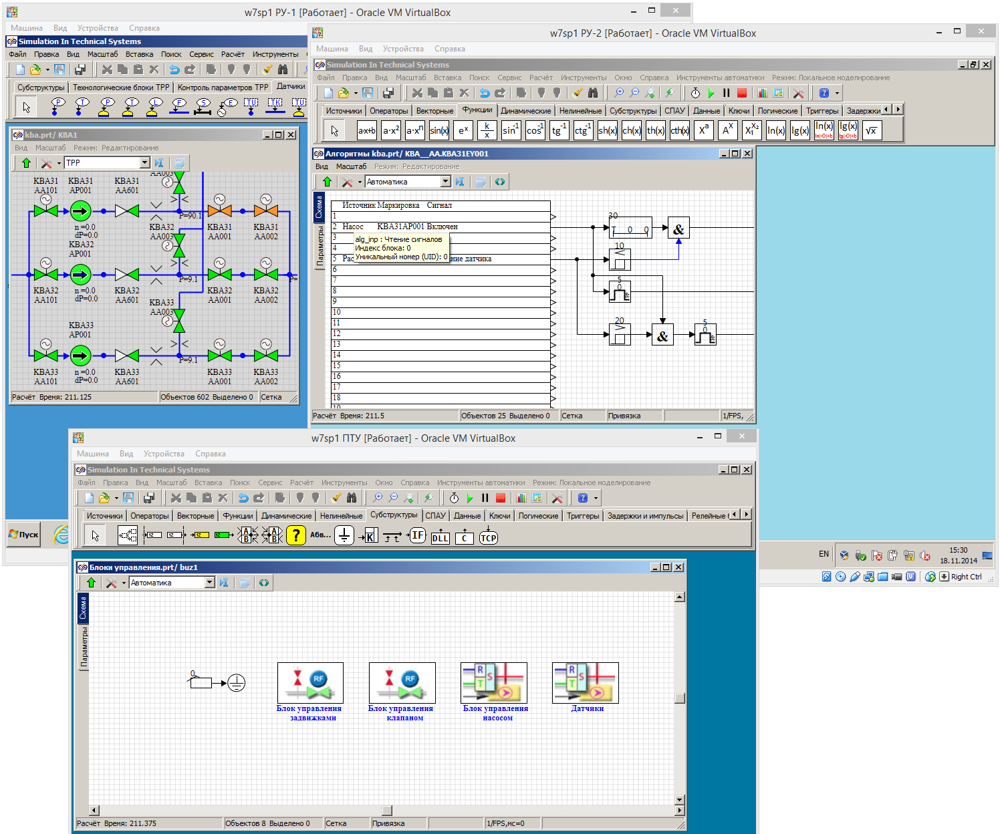 w7sp1 РУ-1 [Работает] - Oracle VM VirtualBox
Машина Вид Устройства Справка
Simulation In Technical Systems
Файл Правка Вид Масштаб Вставка Поиск Сервис Расчёт Инструменты
Субструктуры Технологические блоки ТРР Контроль параметров ТРР Датчики
P T P T L F S E TU TK TU
kba.prt/ KBA1
Вид Масштаб Режим: Редактирование
ТРР
KBA31 AA101
KBA31 AP001
KBA31 AA601
AA003
P=90.1
n =0.0
dP=0.0
KBA31 AA001
KBA31 AA002
KBA32 AA003
KBA32 AP001
P=9.1
P=
KBA32 AA101
n =0.0
dP=0.0
KBA32 AA601
KBA32 AA001
KBA32 AA002
KBA33 AA003
KBA33 AP001
P=9.1
KBA33 AA101
n =0.0
dP=0.0
KBA33 AA601
KBA33 AA001
KBA33 AA002
Расчёт Время: 211.125 Объектов 602 Выделено 0 Сетка
Пуск
w7sp1 РУ-2 [Работает] - Oracle VM VirtualBox
Машина Вид Устройства Справка
Simulation In Technical Systems
Файл Правка Вид Масштаб Вставка Поиск Сервис Расчёт Инструменты Окно Справка Инструменты автоматики Режим: Локальное моделирование
Источники Операторы Векторные Функции Динамические Нелинейные Субструктуры СПАУ Данные Ключи Логические Триггеры Задержки
ax+b a·x² a·xⁿ sin(x) eˣ k/x sin⁻¹ cos⁻¹ tg⁻¹ ctg⁻¹ sh(x) ch(x) th(x) cth(x) Xᵃ Aˣ X₁ˣ² ln(x) lg(x) ln(x) ln(-0)=b lg(x) lg(-0)=b √x
Алгоритмы kba.prt/ KBA__AA.KBA31EY001
Вид Масштаб Режим: Редактирование
Автоматика
Схема
Параметры
Источник Маркировка Сигнал
1
2 Насос KBA31AP001 Включен
3
alg_inp : Чтение сигналов
4
Индекс блока: 0
5 Рас ание датчика
Уникальный номер (UID): 0
6
7
8
9
10
11
12
13
14
15
16
17
18
19
30
T 0 0
&
10
<
5
0
&
20
>
&
5
0
Расчёт Время: 211.5 Объектов 25 Выделено 0 Сетка Привязка 1/FPS,
EN 15:30
18.11.2014
Right Ctrl
w7sp1 ПТУ [Работает] - Oracle VM VirtualBox
Машина Вид Устройства Справка
Simulation In Technical Systems
Файл Правка Вид Масштаб Вставка Поиск Сервис Расчёт Инструменты Окно Справка Инструменты автоматики Режим: Локальное моделирование
Источники Операторы Векторные Функции Динамические Нелинейные Субструктуры СПАУ Данные Ключи Логические Триггеры Задержки и импульсы Релейные
12 12 12 12 A B A B ? Абв... K IF DLL C TCP
Блоки управления.prt/ buz1
Автоматика
Схема
Параметры
0
RF
RF
R T S
R T S
Блок управления задвижками
Блок управления клапаном
Блок управления насосом
Датчики
Расчёт Время: 211.375 Объектов 8 Выделено 0 Сетка Привязка 1/FPS,мс=0